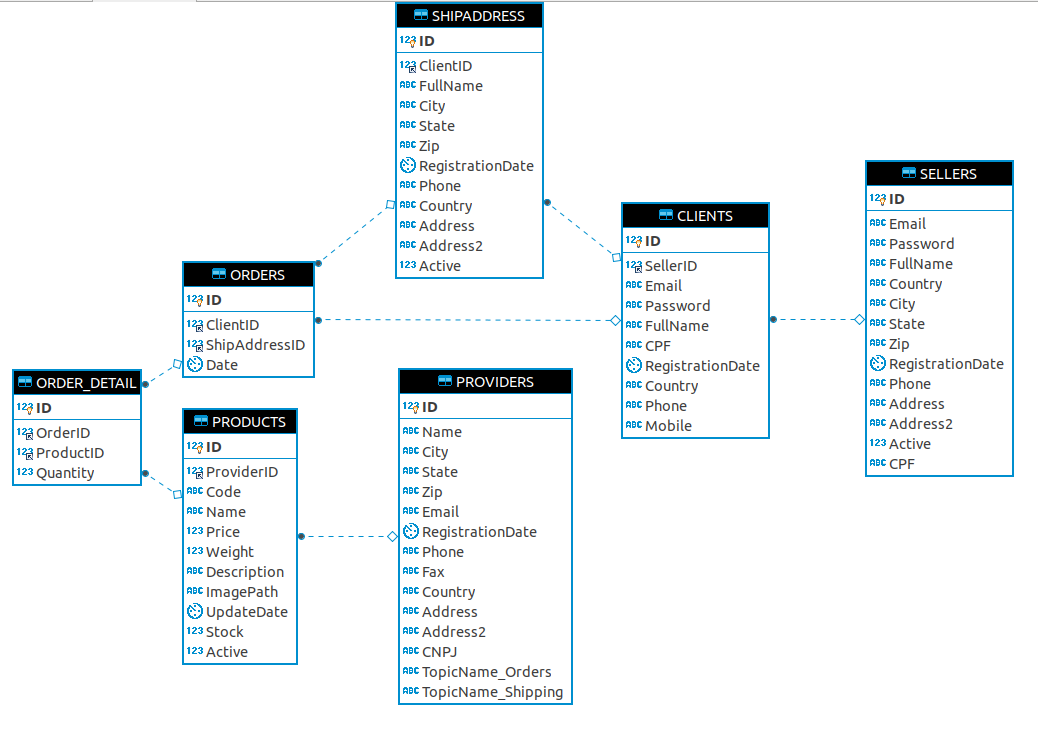 SHIPADDRESS
123 ID
123 ClientID
ABC FullName
ABC City
ABC State
ABC Zip
RegistrationDate
ABC Phone
ABC Country
ABC Address
ABC Address2
123 Active
SELLERS
123 ID
ABC Email
ABC Password
ABC FullName
ABC Country
ABC City
ABC State
ABC Zip
RegistrationDate
ABC Phone
ABC Address
ABC Address2
123 Active
ABC CPF
CLIENTS
123 ID
123 SellerID
ABC Email
ABC Password
ABC FullName
ABC CPF
RegistrationDate
ABC Country
ABC Phone
ABC Mobile
ORDERS
123 ID
123 ClientID
123 ShipAddressID
Date
ORDER_DETAIL
123 ID
123 OrderID
123 ProductID
123 Quantity
PRODUCTS
123 ID
123 ProviderID
ABC Code
ABC Name
123 Price
123 Weight
ABC Description
ABC ImagePath
UpdateDate
123 Stock
123 Active
PROVIDERS
123 ID
ABC Name
ABC City
ABC State
ABC Zip
ABC Email
RegistrationDate
ABC Phone
ABC Fax
ABC Country
ABC Address
ABC Address2
ABC CNPJ
ABC TopicName_Orders
ABC TopicName_Shipping